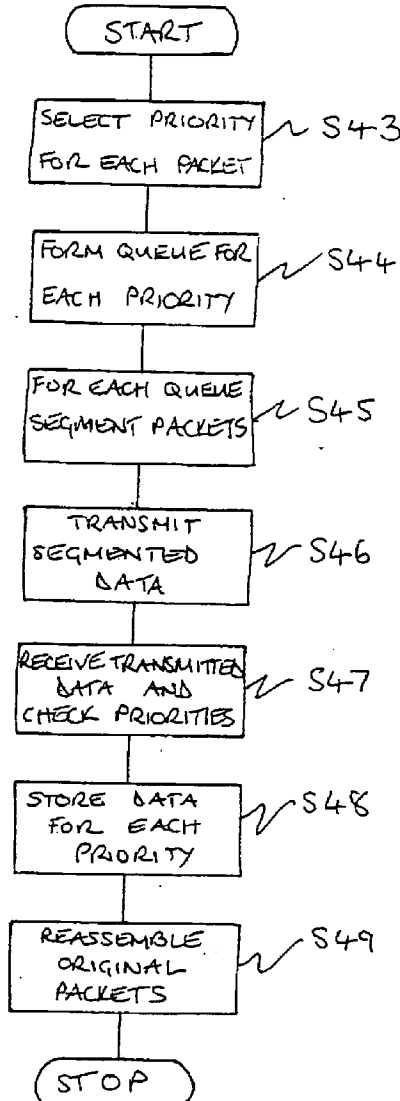 START
SELECT PRIORITY
FOR EACH PACKET
S43
FORM QUEUE FOR
EACH PRIORITY
S44
FOR EACH QUEUE
SEGMENT PACKETS
S45
TRANSMIT
SEGMENTED
DATA
S46
RECEIVE TRANSMITTED
DATA AND
CHECK PRIORITIES
S47
STORE DATA
FOR EACH
PRIORITY
S48
REASSEMBLE
ORIGINAL
PACKETS
S49
STOP